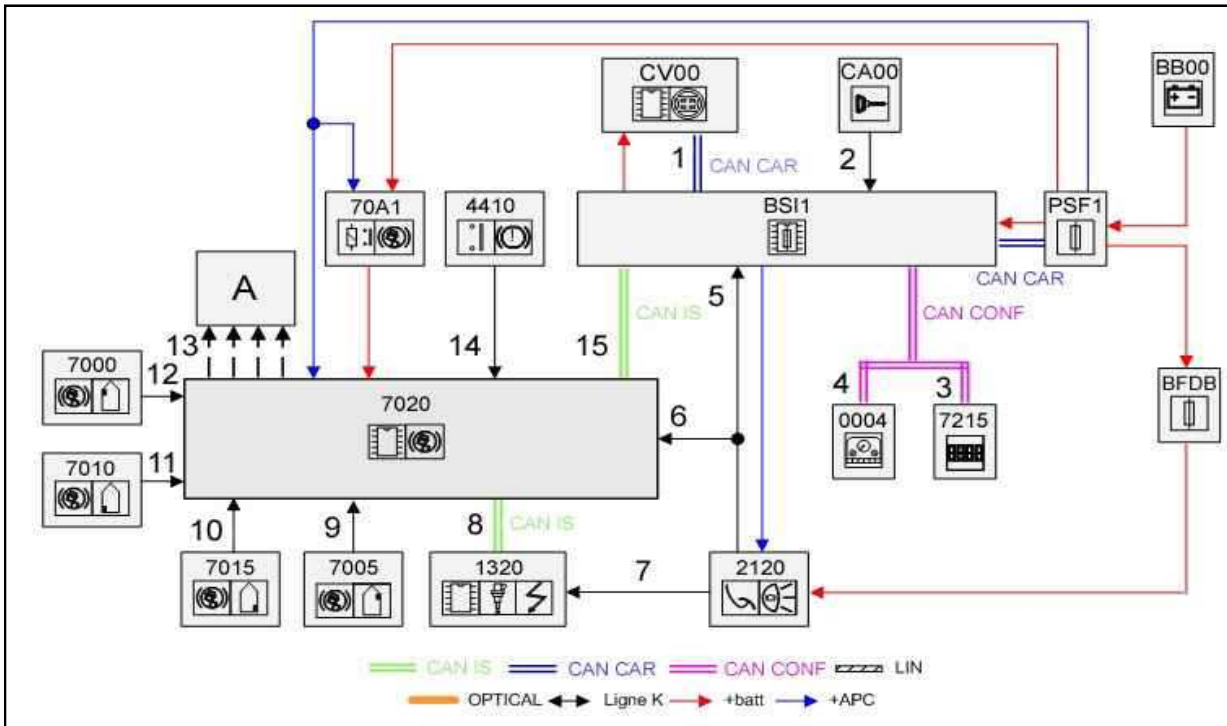 CV00
CA00
BB00
1
CAN CAR
2
70A1
4410
BSI1
PSF1
A
CAN IS
5
CAN CONF
CAN CAR
13
14
15
7000
12
7020
4
3
BFDB
6
0004
7215
8888
7010
11
10
9
8
CAN IS
7015
7005
1320
7
2120
CAN IS
CAN CAR
CAN CONF
LIN
OPTICAL
Ligne K
+batt
+APC